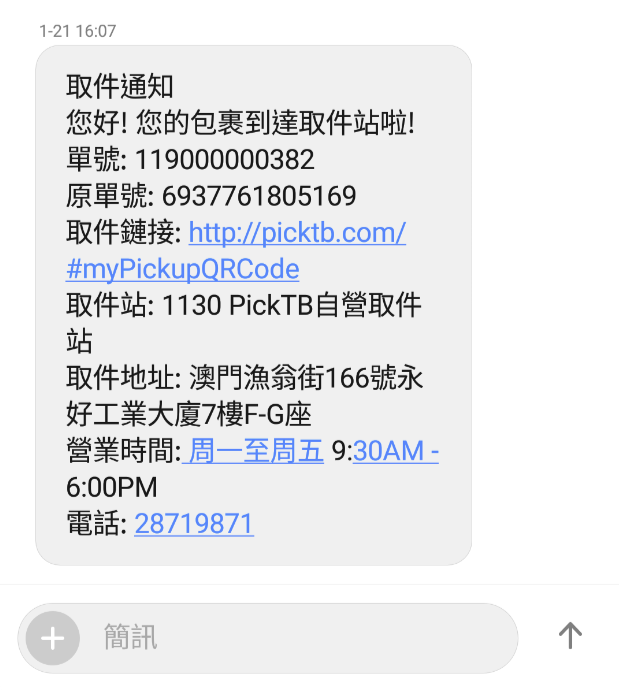 1-21 16:07
取件通知
您好! 您的包裹到達取件站啦!
單號: 119000000382
原單號: 6937761805169
取件鏈接: http://picktb.com/
#myPickupQRCode
取件站: 1130 PickTB自營取件
站
取件地址: 澳門漁翁街166號永
好工業大廈7樓F-G座
營業時間: 周一至周五 9:30AM -
6:00PM
電話: 28719871
簡訊